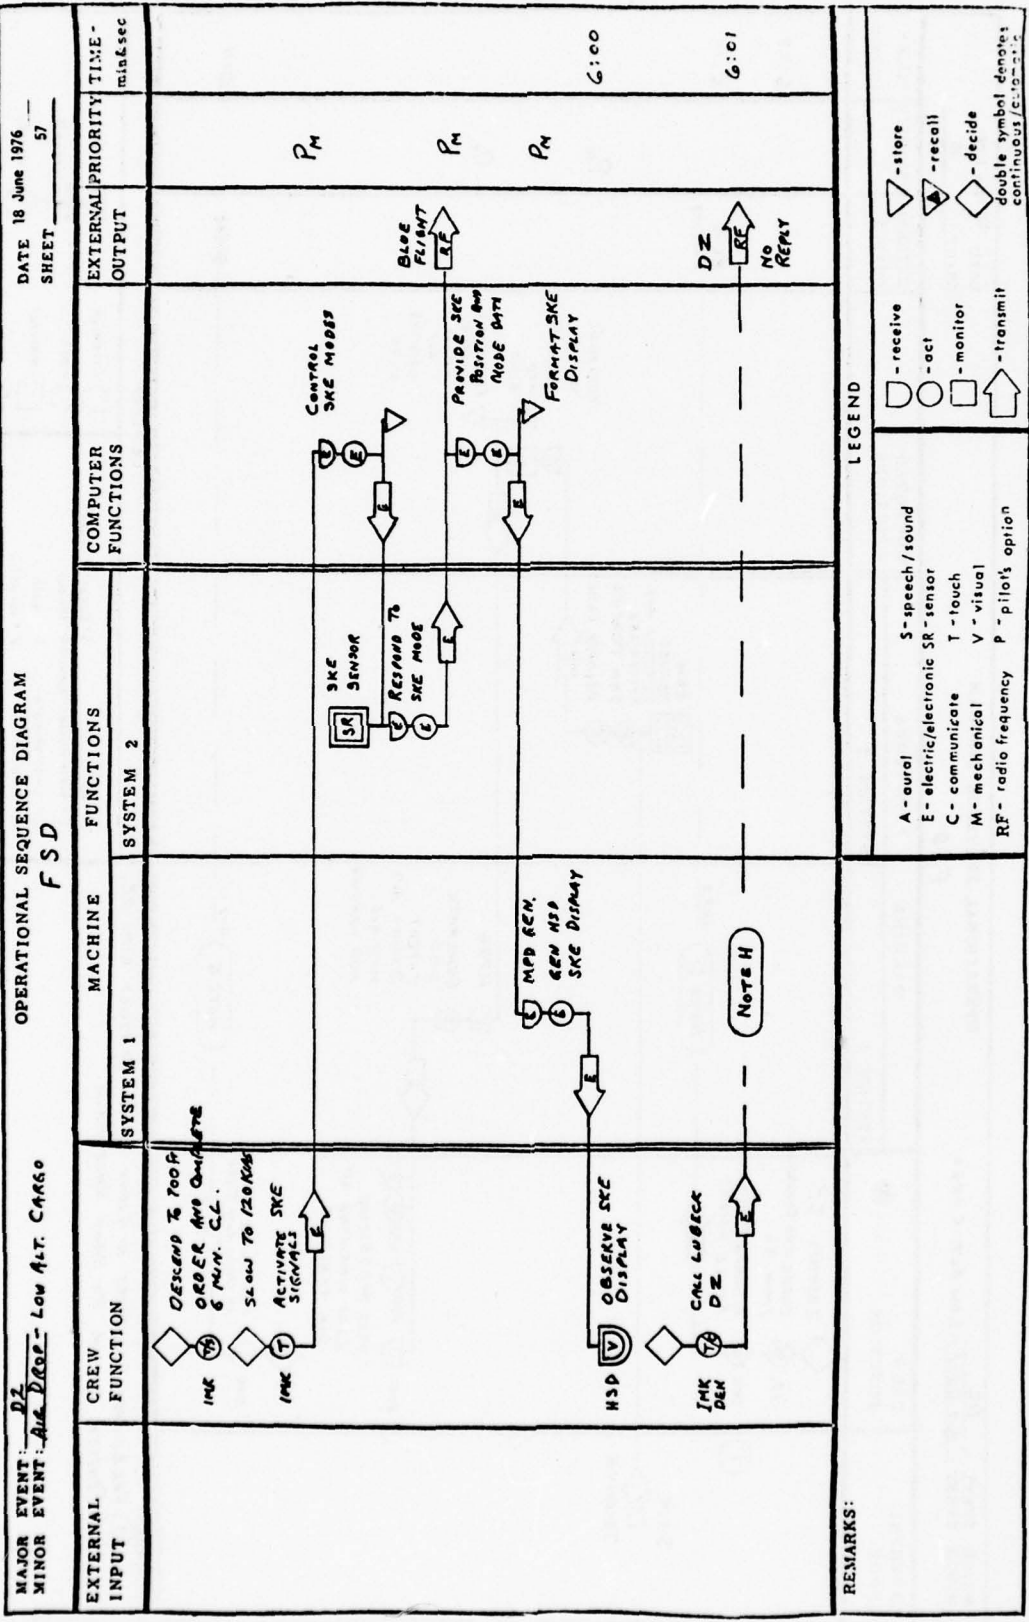 MAJOR EVENT: DZ
MINOR EVENT: AIR DROP - LOW ALT. CARGO
OPERATIONAL SEQUENCE DIAGRAM
FSD
DATE 18 June 1976
SHEET 57
EXTERNAL INPUT
CREW FUNCTION
MACHINE FUNCTIONS
SYSTEM 1
SYSTEM 2
COMPUTER FUNCTIONS
EXTERNAL OUTPUT
PRIORITY
TIME - min&sec
DESCEND TO 700 FT
ORDER AND COMPLETE
6 MIN. C.L.
T/S
IMK
SLOW TO 120 KIAS
ACTIVATE SKE
SIGNALS
T
IMK
E
CONTROL
SKE MODES
E
E
E
PM
SKE
SENSOR
SR
RESPOND TO
SKE MODE
E
E
E
BLUE
FLIGHT
RF
PM
PROVIDE SKE
POSITION AND
MODE DATA
E
E
E
FORMAT SKE
DISPLAY
PM
MPD GEN.
GEN HSD
SKE DISPLAY
E
E
E
HSD
V
OBSERVE SKE
DISPLAY
6:00
CALL LUBECK
DZ
IMK
DEK
E
NOTE H
DZ
RF
NO
REPLY
6:01
REMARKS:
LEGEND
A - aural
S - speech/sound
E - electric/electronic
SR - sensor
C - communicate
T - touch
M - mechanical
V - visual
RF - radio frequency
P - pilot's option
- receive
- act
- monitor
- transmit
- store
- recall
- decide
double symbol denotes
continuous/automatic